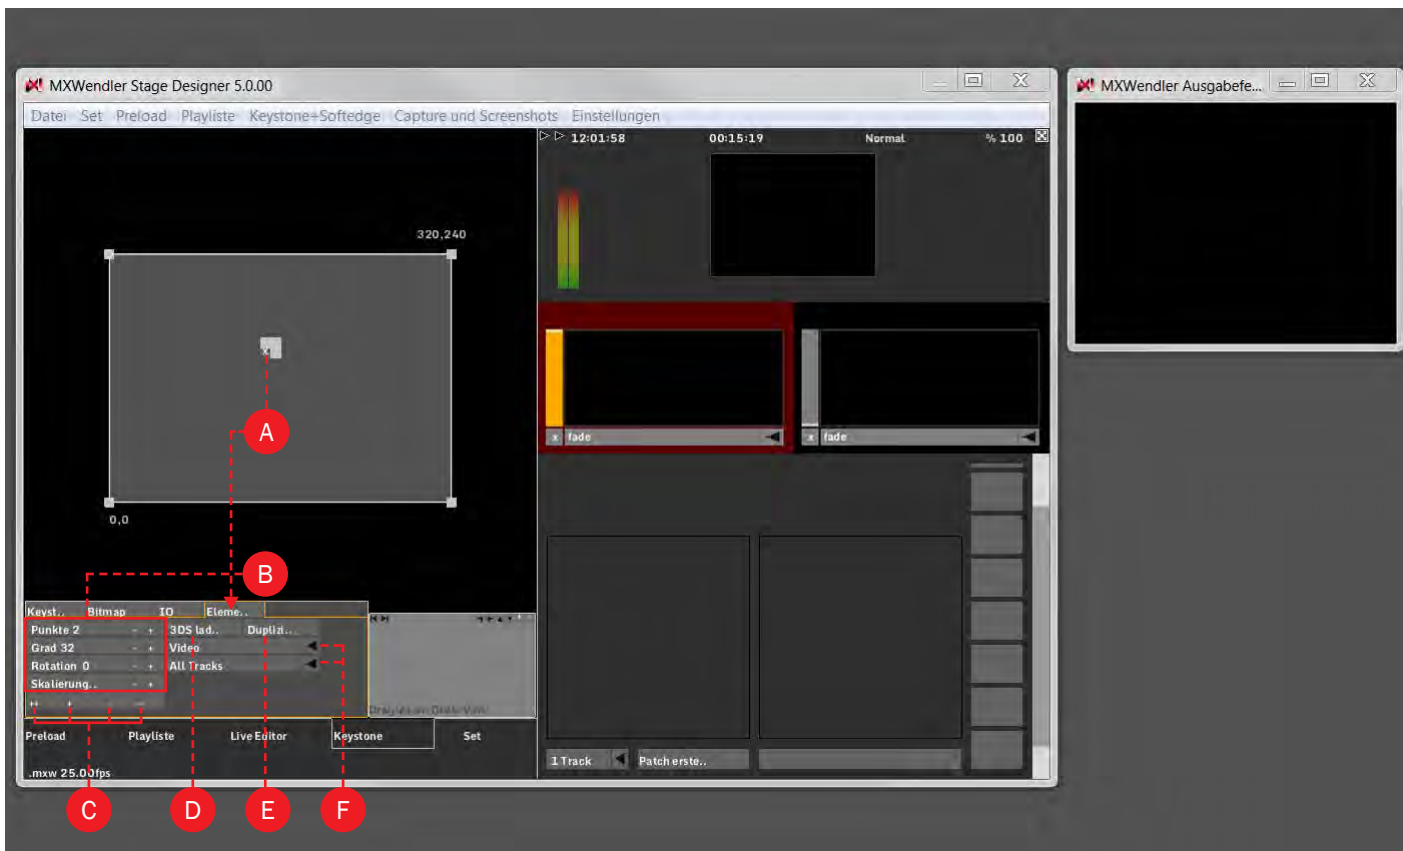 MXWendler Stage Designer 5.0.00
MXWendler Ausgabefe...
Datei Set Preload Playliste Keystone+Softedge Capture und Screenshots Einstellungen
12:01:58 00:15:19 Normal % 100
320,240
A
x fade x fade
0,0
B
Keyst.. Bitmap IO Eleme..
Punkte 2 - + 3DS lad.. Duplizi...
Grad 32 - + Video
Rotation 0 - + All Tracks
Skalierung.. - +
Preload Playliste Live Editor Keystone Set
1 Track Patch erste..
.mxw 25.00fps
C D E F